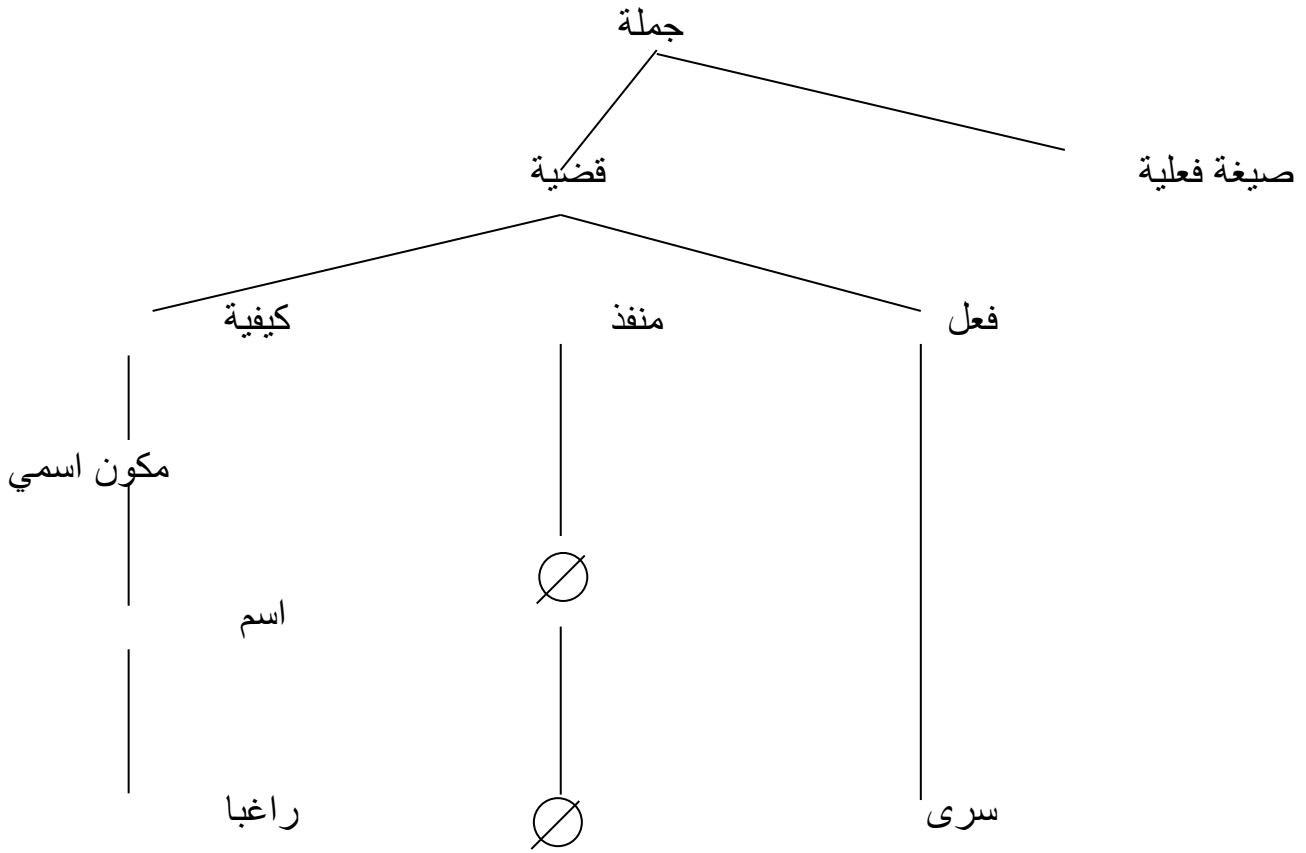 جملة
صيغة فعلية قضية
فعل منفذ كيفية
مكون اسمي
∅
اسم
سرى ∅ راغبا